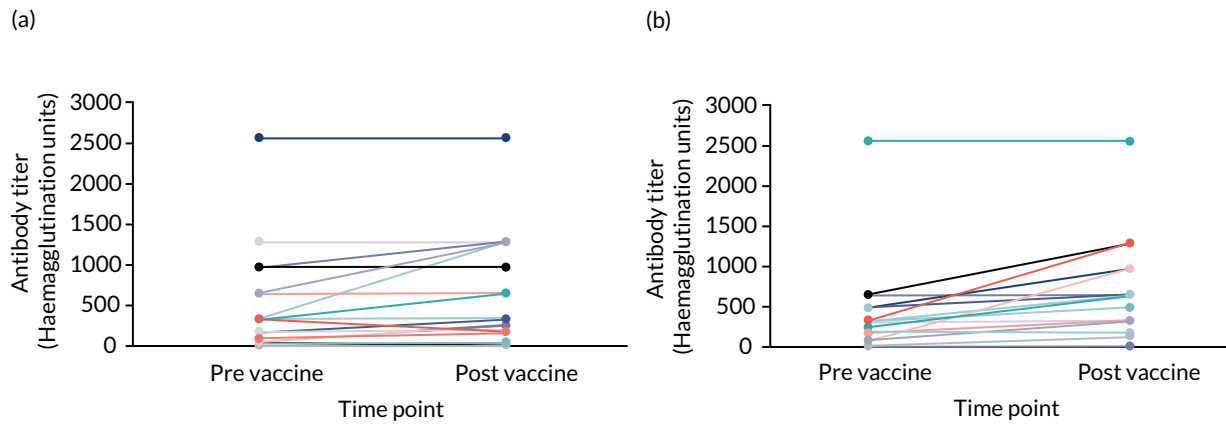 (a)
Antibody titer
(Haemagglutination units)
3000
2500
2000
1500
1000
500
0
Pre vaccine
Post vaccine
Time point
(b)
Antibody titer
(Haemagglutination units)
3000
2500
2000
1500
1000
500
0
Pre vaccine
Post vaccine
Time point